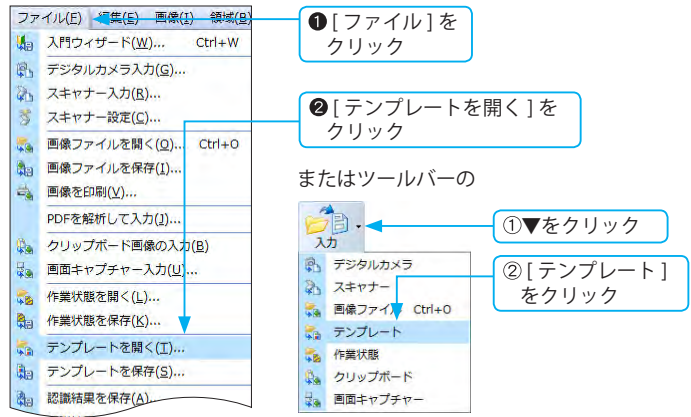 ファイル(F) 編集(E) 画像(I) 領域(B)
入門ウィザード(W)... Ctrl+W
デジタルカメラ入力(G)...
スキャナー入力(R)...
スキャナー設定(C)...
画像ファイルを開く(O)... Ctrl+O
画像ファイルを保存(I)...
画像を印刷(V)...
PDFを解析して入力(J)...
クリップボード画像の入力(B)
画面キャプチャー入力(U)...
作業状態を開く(L)...
作業状態を保存(K)...
テンプレートを開く(T)...
テンプレートを保存(S)...
認識結果を保存(A)...
❶[ファイル]を
クリック
❷[テンプレートを開く]を
クリック
またはツールバーの
入力
①▼をクリック
②[テンプレート]
をクリック
デジタルカメラ
スキャナー
画像ファイ Ctrl+O
テンプレート
作業状態
クリップボード
画面キャプチャー